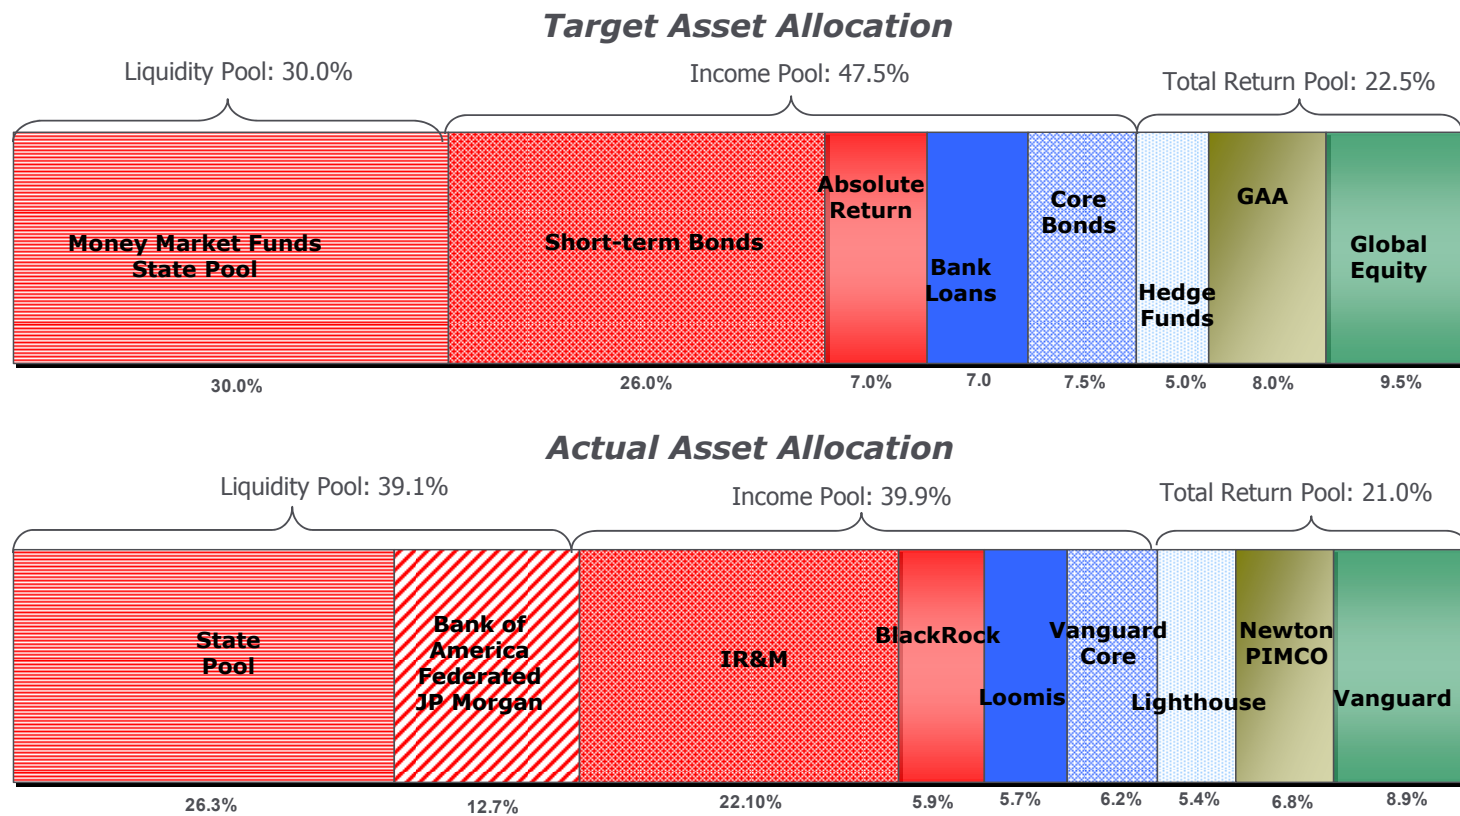 Target Asset Allocation
Liquidity Pool: 30.0%
Income Pool: 47.5%
Total Return Pool: 22.5%
Money Market Funds
State Pool
Short-term Bonds
Absolute
Return
Bank
Loans
Core
Bonds
Hedge
Funds
GAA
Global
Equity
30.0%
26.0%
7.0%
7.0
7.5%
5.0%
8.0%
9.5%
Actual Asset Allocation
Liquidity Pool: 39.1%
Income Pool: 39.9%
Total Return Pool: 21.0%
State
Pool
Bank of
America
Federated
JP Morgan
IR&M
BlackRock
Loomis
Vanguard
Core
Lighthouse
Newton
PIMCO
Vanguard
26.3%
12.7%
22.10%
5.9%
5.7%
6.2%
5.4%
6.8%
8.9%